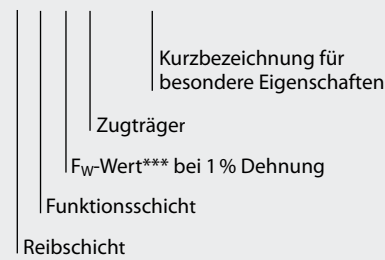 Kurzbezeichnung für
besondere Eigenschaften
Zugträger
F_W-Wert*** bei 1 % Dehnung
Funktionsschicht
Reibschicht